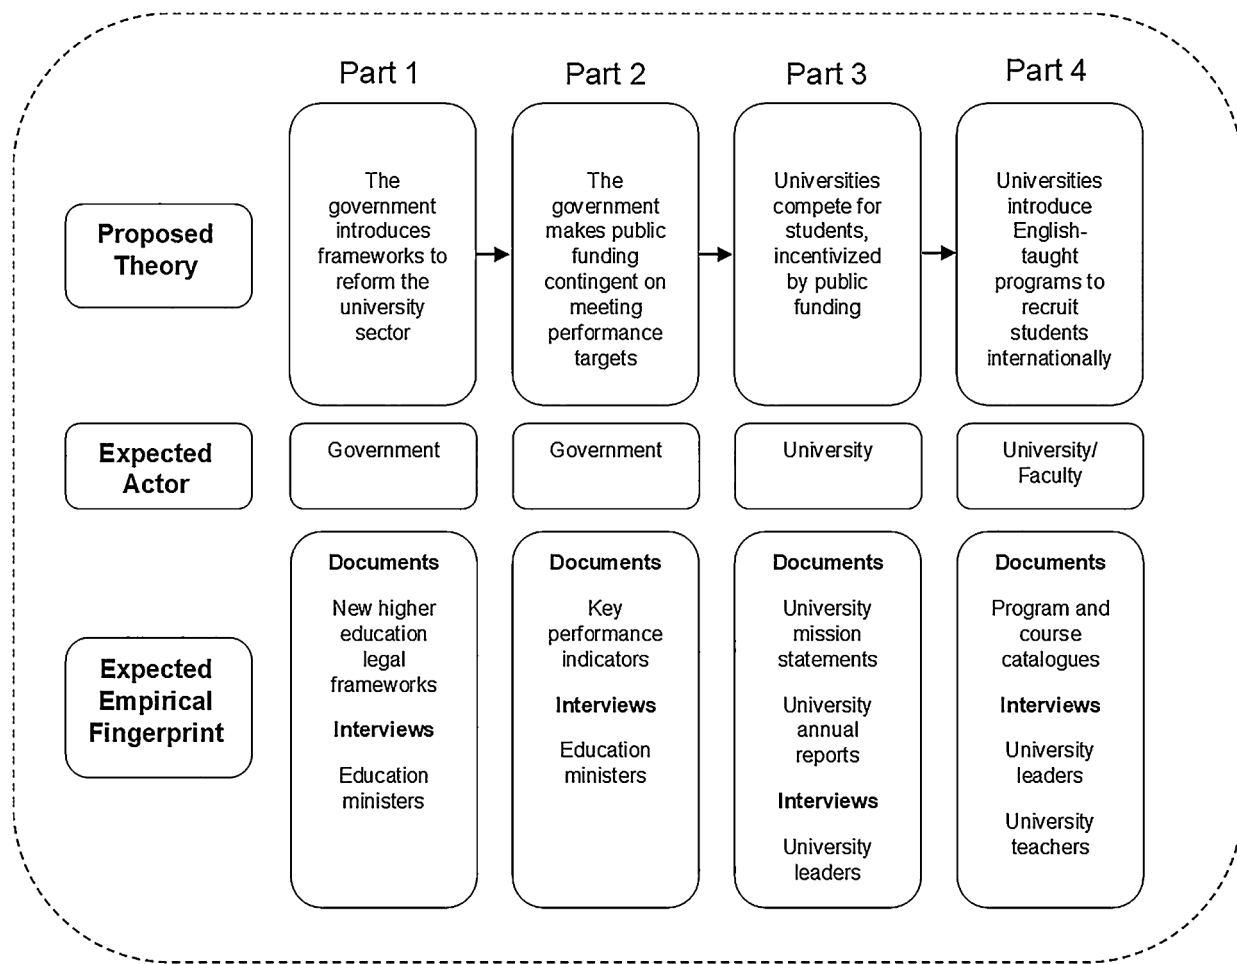 Part 1
Part 2
Part 3
Part 4
Proposed
Theory
The
government
introduces
frameworks to
reform the
university
sector
The
government
makes public
funding
contingent on
meeting
performance
targets
Universities
compete for
students,
incentivized
by public
funding
Universities
introduce
English-
taught
programs to
recruit
students
internationally
Expected
Actor
Government
Government
University
University/
Faculty
Expected
Empirical
Fingerprint
Documents
New higher
education
legal
frameworks
Interviews
Education
ministers
Documents
Key
performance
indicators
Interviews
Education
ministers
Documents
University
mission
statements
University
annual
reports
Interviews
University
leaders
Documents
Program and
course
catalogues
Interviews
University
leaders
University
teachers